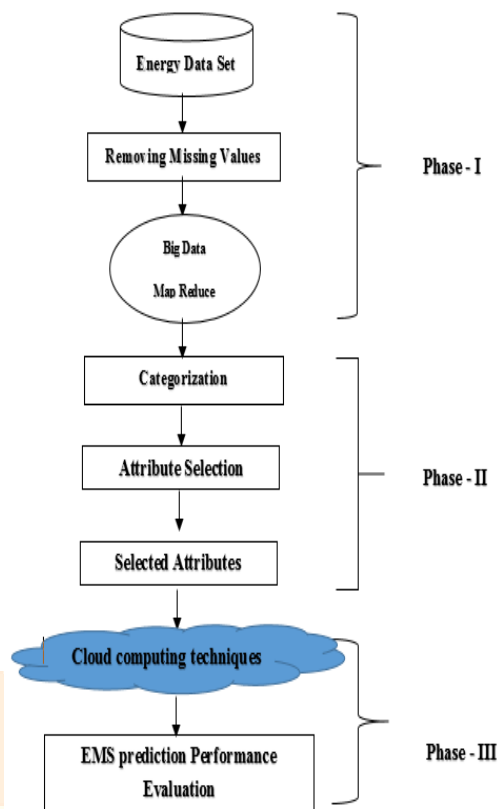 Energy Data Set
Removing Missing Values
Phase - I
Big Data
Map Reduce
Categorization
Attribute Selection
Phase - II
Selected Attributes
Cloud computing techniques
EMS prediction Performance
Evaluation
Phase - III